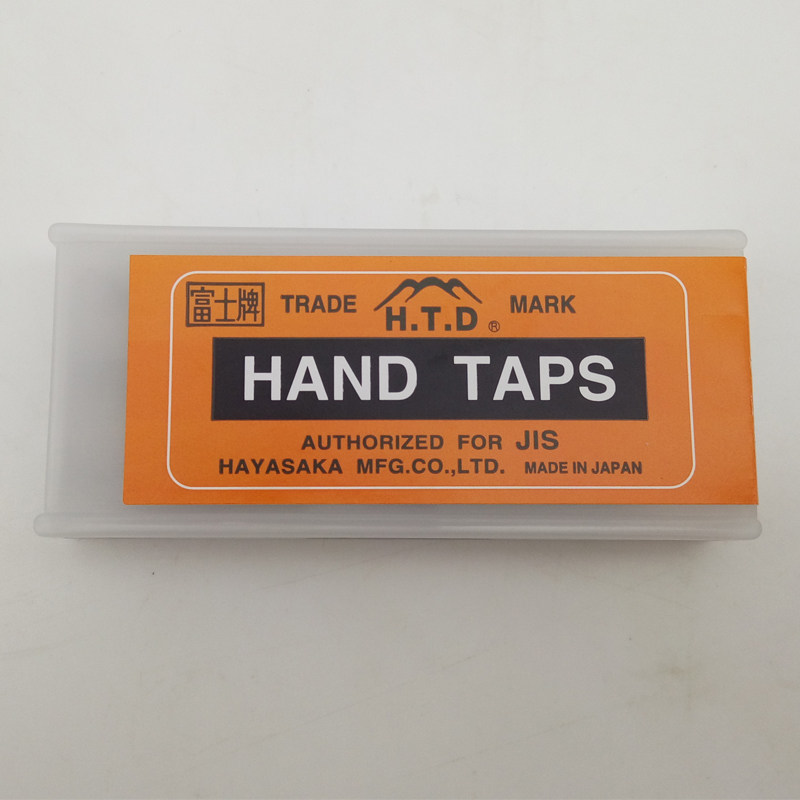 富士牌 TRADE H.T.D® MARK
HAND TAPS
AUTHORIZED FOR JIS
HAYASAKA MFG.CO.,LTD. MADE IN JAPAN